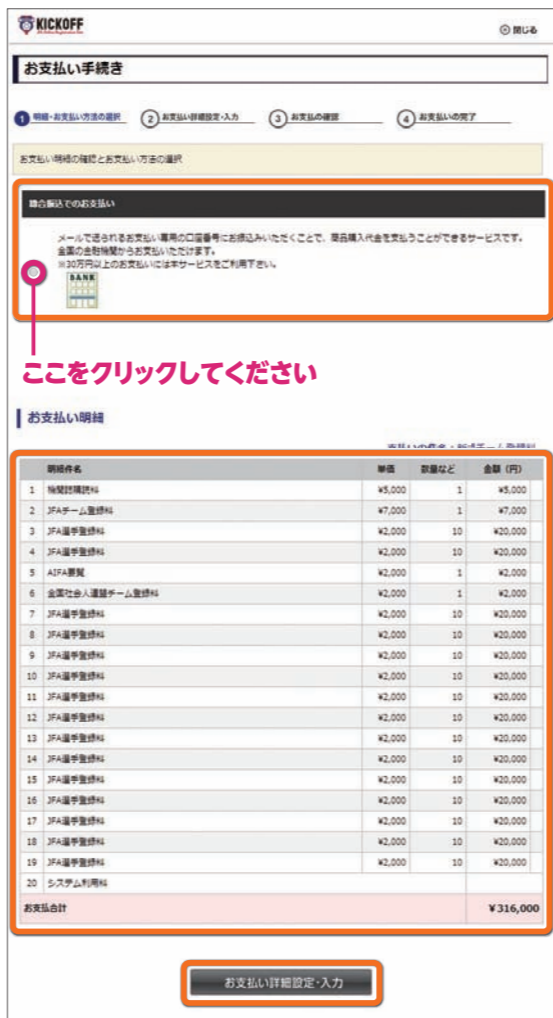 KICKOFF
閉じる
お支払い手続き
1 明細・お支払い方法の選択 2 お支払い詳細設定・入力 3 お支払の確認 4 お支払いの完了
お支払い明細の確認とお支払い方法の選択
総合振込でのお支払い
メールで送られるお支払い専用の口座番号にお振込みいただくことで、商品購入代金を支払うことができるサービスです。
全国の金融機関からお支払いただけます。
※30万円以上のお支払いには本サービスをご利用下さい。
BANK
ここをクリックしてください
お支払い明細
明細件名 単価 数量など 金額（円）
1 機関誌購読料 ¥5,000 1 ¥5,000
2 JFAチーム登録料 ¥7,000 1 ¥7,000
3 JFA選手登録料 ¥2,000 10 ¥20,000
4 JFA選手登録料 ¥2,000 10 ¥20,000
5 AIFA要覧 ¥2,000 1 ¥2,000
6 全国社会人連盟チーム登録料 ¥2,000 1 ¥2,000
7 JFA選手登録料 ¥2,000 10 ¥20,000
8 JFA選手登録料 ¥2,000 10 ¥20,000
9 JFA選手登録料 ¥2,000 10 ¥20,000
10 JFA選手登録料 ¥2,000 10 ¥20,000
11 JFA選手登録料 ¥2,000 10 ¥20,000
12 JFA選手登録料 ¥2,000 10 ¥20,000
13 JFA選手登録料 ¥2,000 10 ¥20,000
14 JFA選手登録料 ¥2,000 10 ¥20,000
15 JFA選手登録料 ¥2,000 10 ¥20,000
16 JFA選手登録料 ¥2,000 10 ¥20,000
17 JFA選手登録料 ¥2,000 10 ¥20,000
18 JFA選手登録料 ¥2,000 10 ¥20,000
19 JFA選手登録料 ¥2,000 10 ¥20,000
20 システム利用料
お支払合計 ¥316,000
お支払い詳細設定・入力